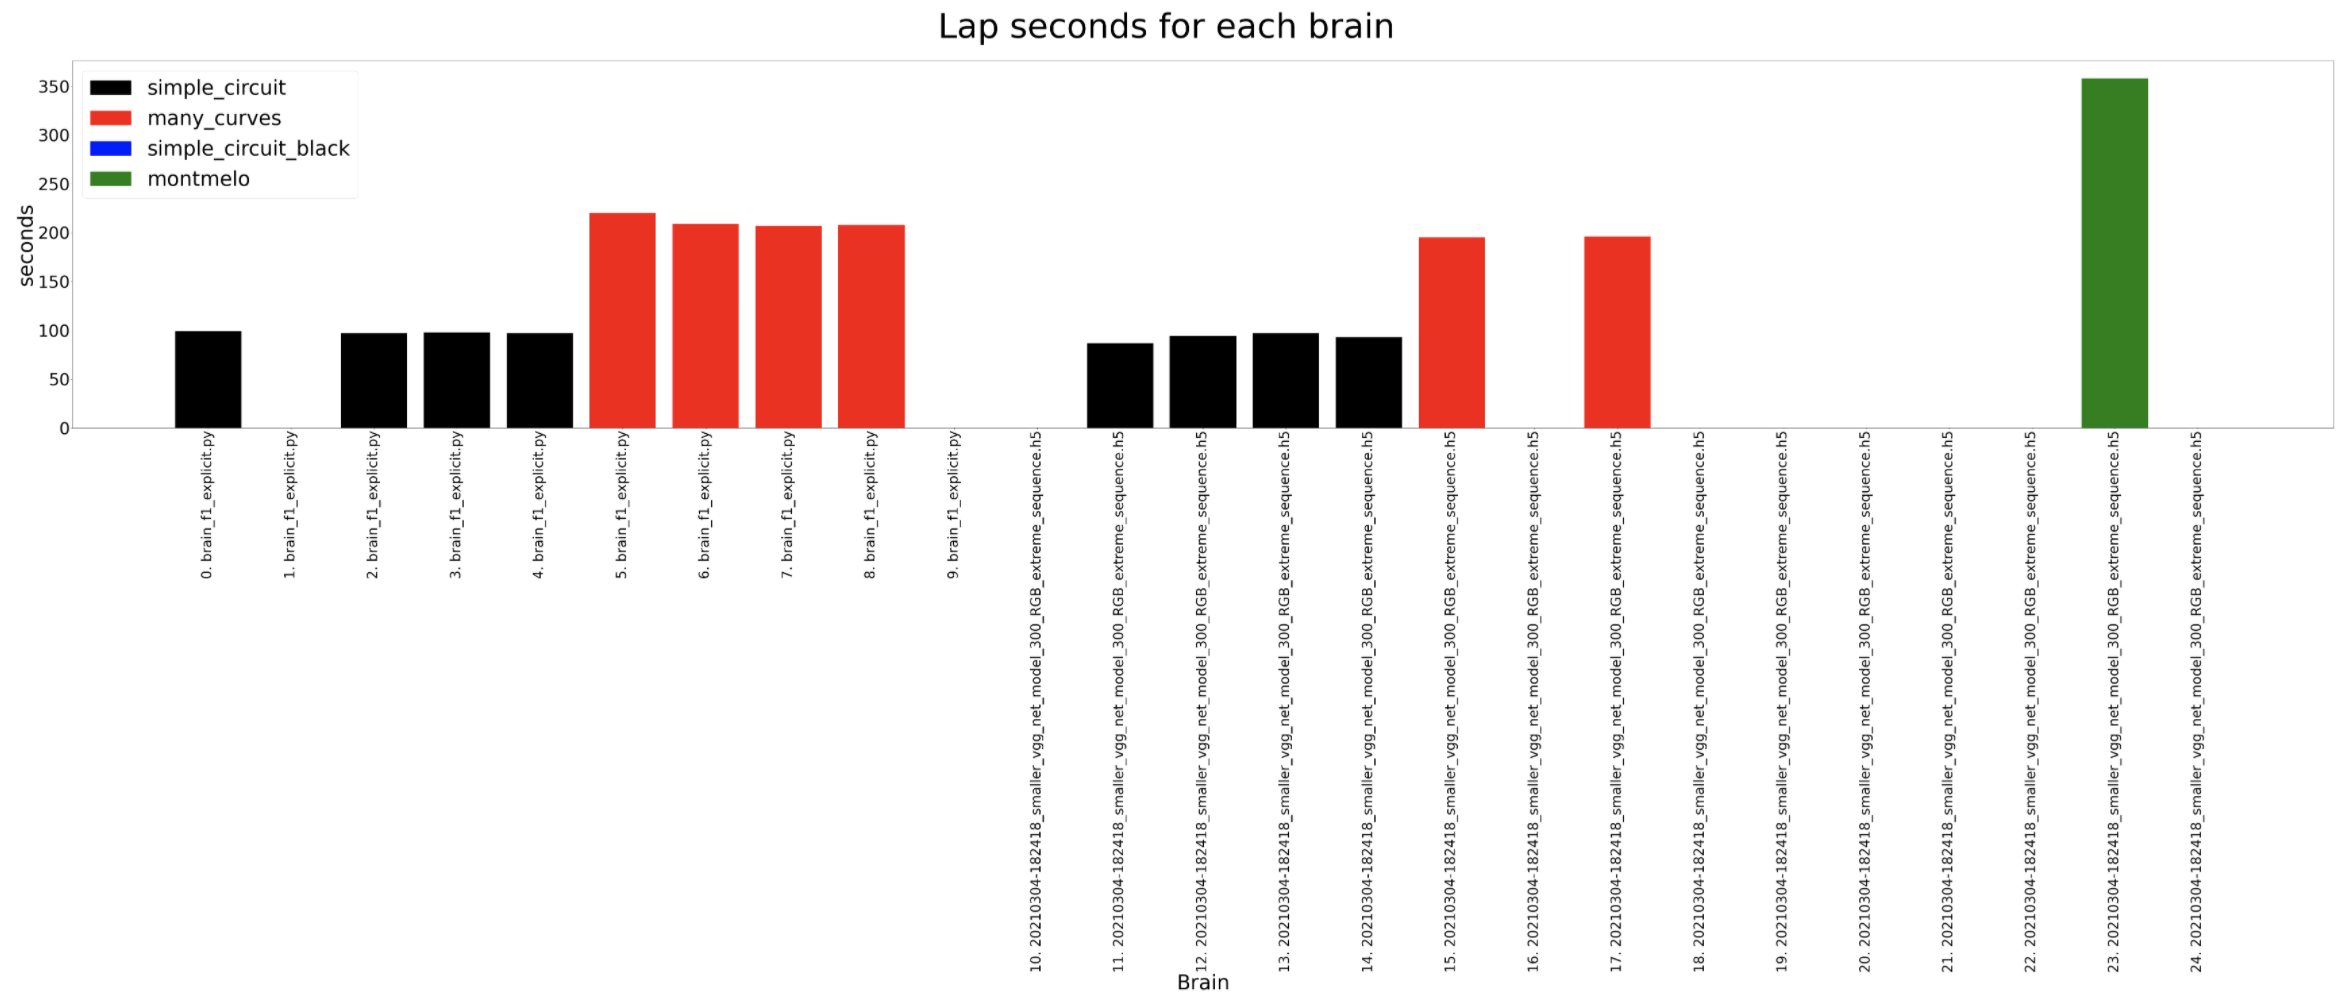 Lap seconds for each brain
simple_circuit
many_curves
simple_circuit_black
montmelo
seconds
350
300
250
200
150
100
50
0
0. brain_f1_explicit.py
1. brain_f1_explicit.py
2. brain_f1_explicit.py
3. brain_f1_explicit.py
4. brain_f1_explicit.py
5. brain_f1_explicit.py
6. brain_f1_explicit.py
7. brain_f1_explicit.py
8. brain_f1_explicit.py
9. brain_f1_explicit.py
10. 20210304-182418_smaller_vgg_net_model_300_RGB_extreme_sequence.h5
11. 20210304-182418_smaller_vgg_net_model_300_RGB_extreme_sequence.h5
12. 20210304-182418_smaller_vgg_net_model_300_RGB_extreme_sequence.h5
13. 20210304-182418_smaller_vgg_net_model_300_RGB_extreme_sequence.h5
14. 20210304-182418_smaller_vgg_net_model_300_RGB_extreme_sequence.h5
15. 20210304-182418_smaller_vgg_net_model_300_RGB_extreme_sequence.h5
16. 20210304-182418_smaller_vgg_net_model_300_RGB_extreme_sequence.h5
17. 20210304-182418_smaller_vgg_net_model_300_RGB_extreme_sequence.h5
18. 20210304-182418_smaller_vgg_net_model_300_RGB_extreme_sequence.h5
19. 20210304-182418_smaller_vgg_net_model_300_RGB_extreme_sequence.h5
20. 20210304-182418_smaller_vgg_net_model_300_RGB_extreme_sequence.h5
21. 20210304-182418_smaller_vgg_net_model_300_RGB_extreme_sequence.h5
22. 20210304-182418_smaller_vgg_net_model_300_RGB_extreme_sequence.h5
23. 20210304-182418_smaller_vgg_net_model_300_RGB_extreme_sequence.h5
24. 20210304-182418_smaller_vgg_net_model_300_RGB_extreme_sequence.h5
Brain